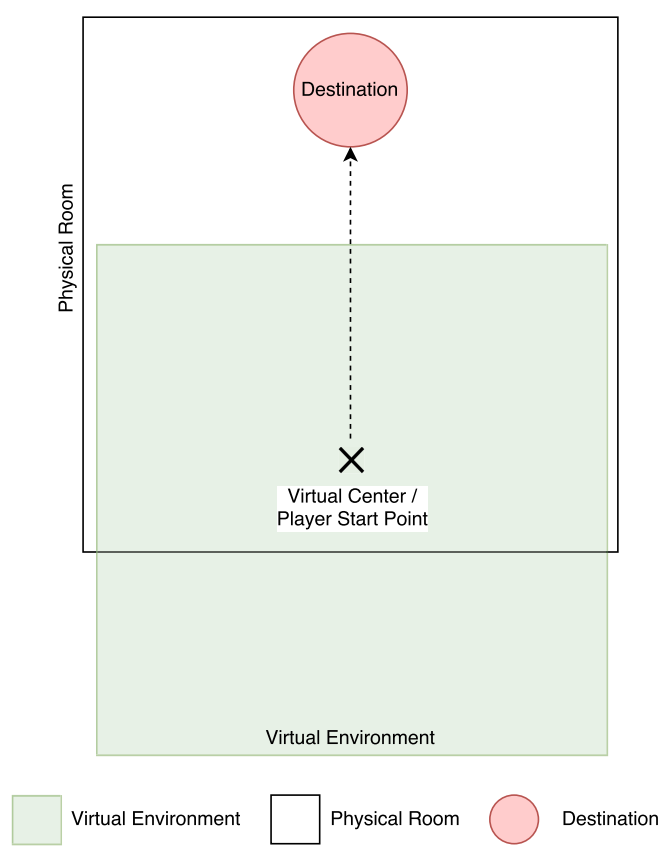 Destination
Physical Room
Virtual Center /
Player Start Point
Virtual Environment
Virtual Environment
Physical Room
Destination